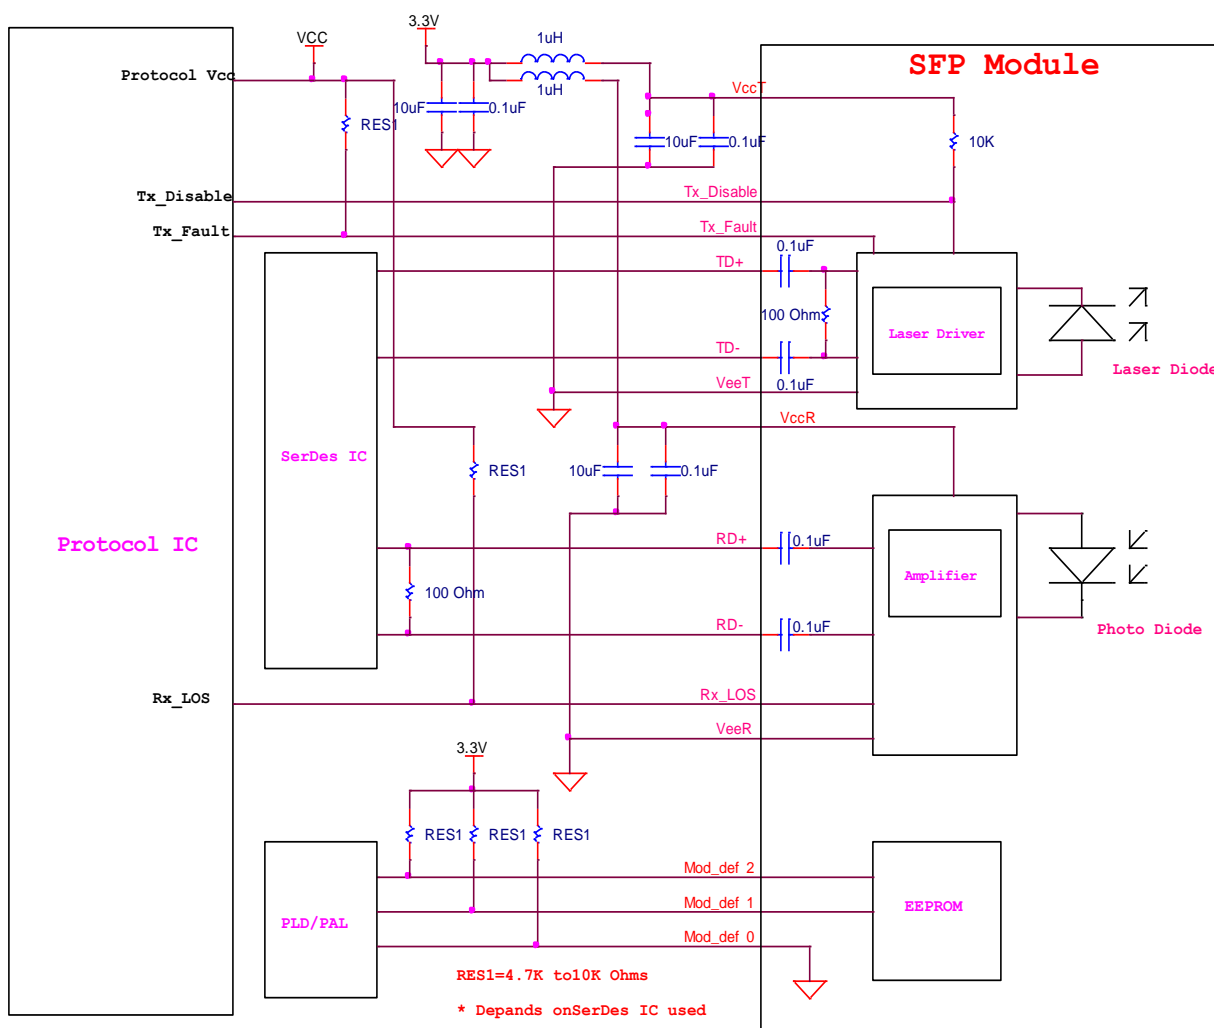 3.3V
VCC
1uH
SFP Module
Protocol Vcc
1uH
VccT
10uF
0.1uF
RES1
10uF
0.1uF
10K
Tx_Disable
Tx_Disable
Tx_Fault
Tx_Fault
0.1uF
TD+
100 Ohm
Laser Driver
TD-
Laser Diode
VeeT
0.1uF
VccR
SerDes IC
RES1
10uF
0.1uF
Protocol IC
RD+
0.1uF
Amplifier
100 Ohm
RD-
0.1uF
Photo Diode
Rx_LOS
Rx_LOS
VeeR
3.3V
RES1
RES1
RES1
Mod_def 2
Mod_def 1
EEPROM
PLD/PAL
Mod_def 0
RES1=4.7K to10K Ohms
* Depands onSerDes IC used